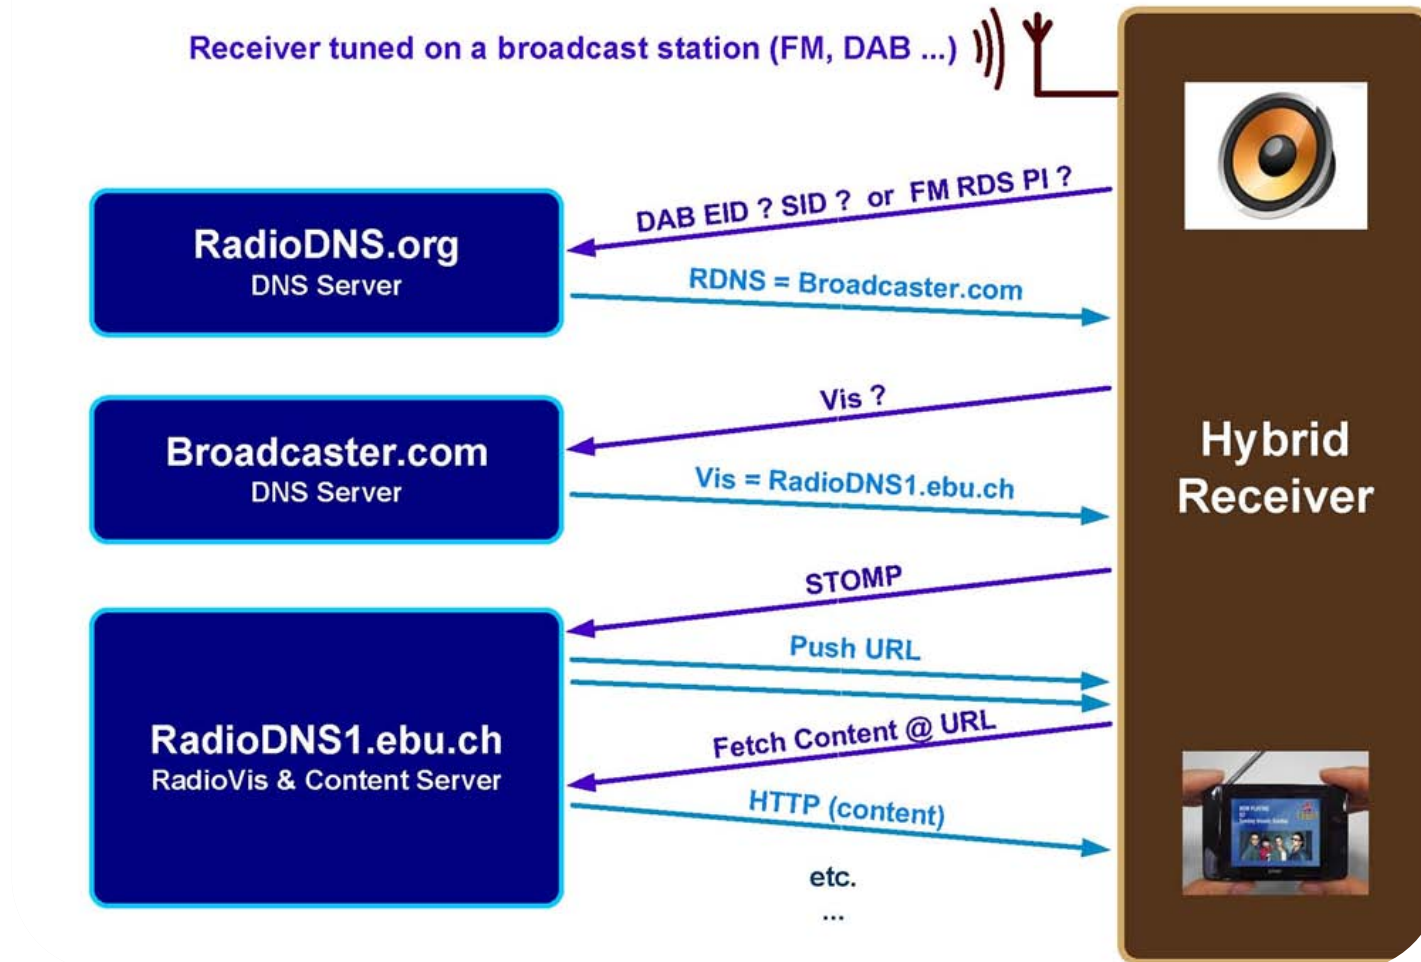 Receiver tuned on a broadcast station (FM, DAB ...)
DAB EID ? SID ? or FM RDS PI ?
RadioDNS.org
DNS Server
RDNS = Broadcaster.com
Vis ?
Broadcaster.com
DNS Server
Vis = RadioDNS1.ebu.ch
Hybrid
Receiver
STOMP
Push URL
RadioDNS1.ebu.ch
RadioVis & Content Server
Fetch Content @ URL
HTTP (content)
etc.
...
NOW PLAYING